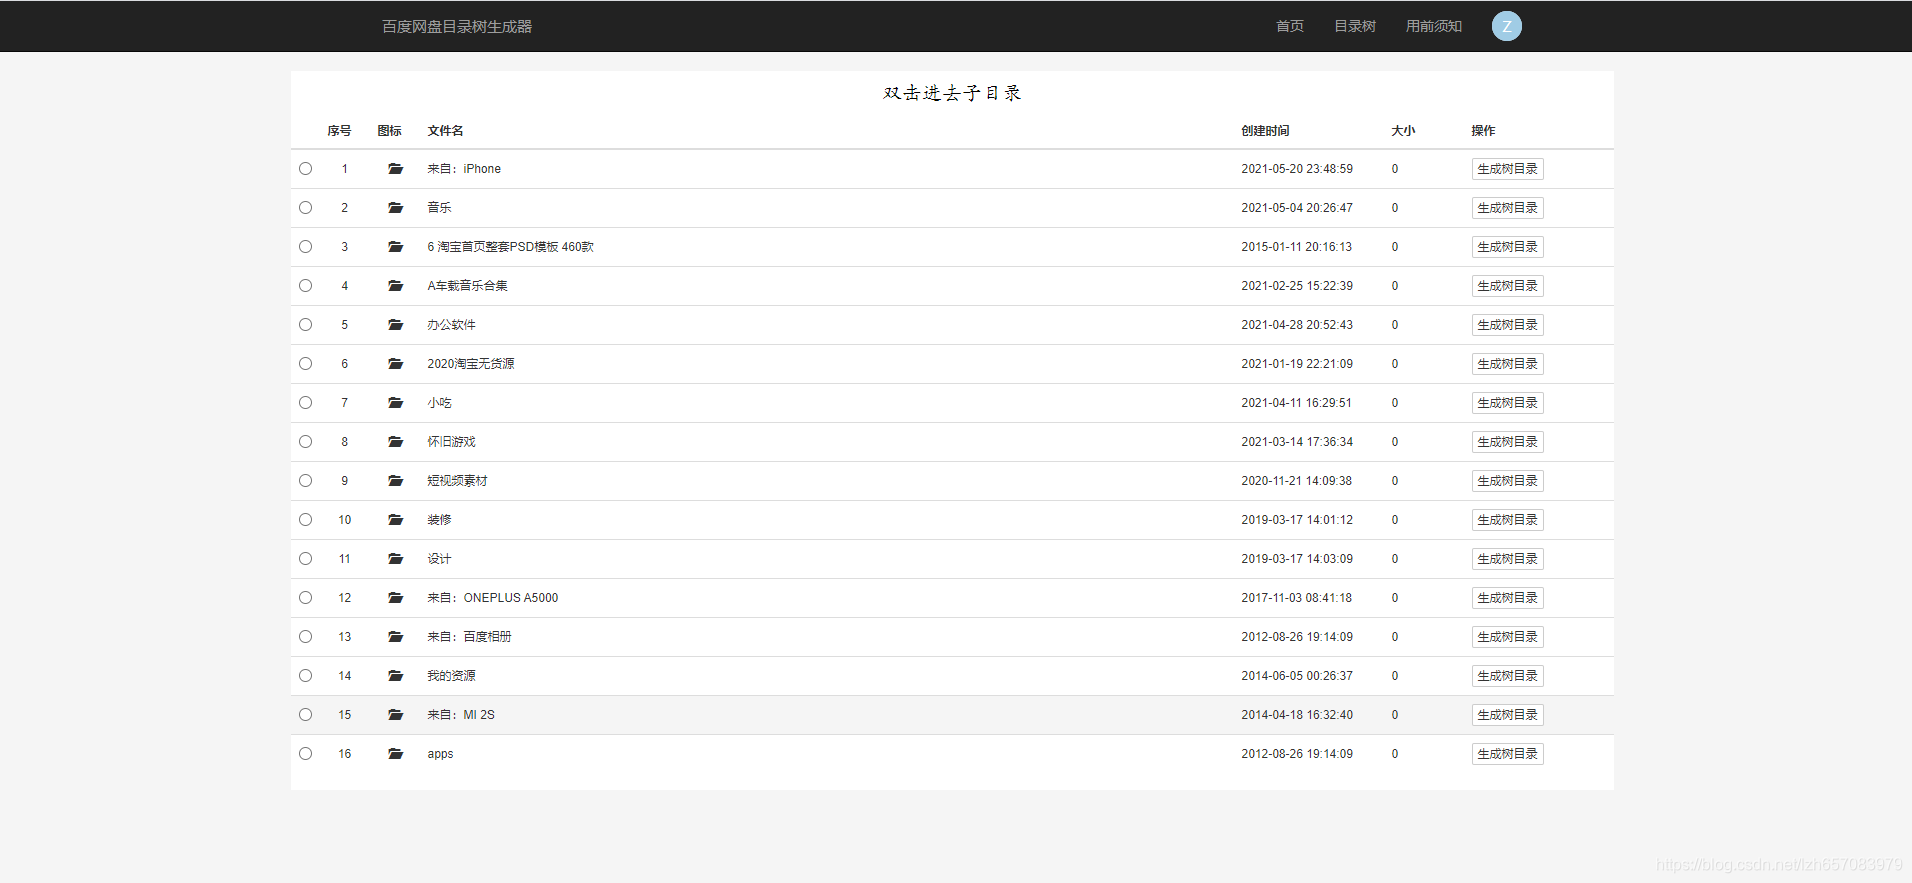 百度网盘目录树生成器 首页 目录树 用前须知 Z
双击进去子目录
序号 图标 文件名 创建时间 大小 操作
1 来自：iPhone 2021-05-20 23:48:59 0 生成树目录
2 音乐 2021-05-04 20:26:47 0 生成树目录
3 6 淘宝首页整套PSD模板 460款 2015-01-11 20:16:13 0 生成树目录
4 A车载音乐合集 2021-02-25 15:22:39 0 生成树目录
5 办公软件 2021-04-28 20:52:43 0 生成树目录
6 2020淘宝无货源 2021-01-19 22:21:09 0 生成树目录
7 小吃 2021-04-11 16:29:51 0 生成树目录
8 怀旧游戏 2021-03-14 17:36:34 0 生成树目录
9 短视频素材 2020-11-21 14:09:38 0 生成树目录
10 装修 2019-03-17 14:01:12 0 生成树目录
11 设计 2019-03-17 14:03:09 0 生成树目录
12 来自：ONEPLUS A5000 2017-11-03 08:41:18 0 生成树目录
13 来自：百度相册 2012-08-26 19:14:09 0 生成树目录
14 我的资源 2014-06-05 00:26:37 0 生成树目录
15 来自：MI 2S 2014-04-18 16:32:40 0 生成树目录
16 apps 2012-08-26 19:14:09 0 生成树目录
https://blog.csdn.net/lzh657083979